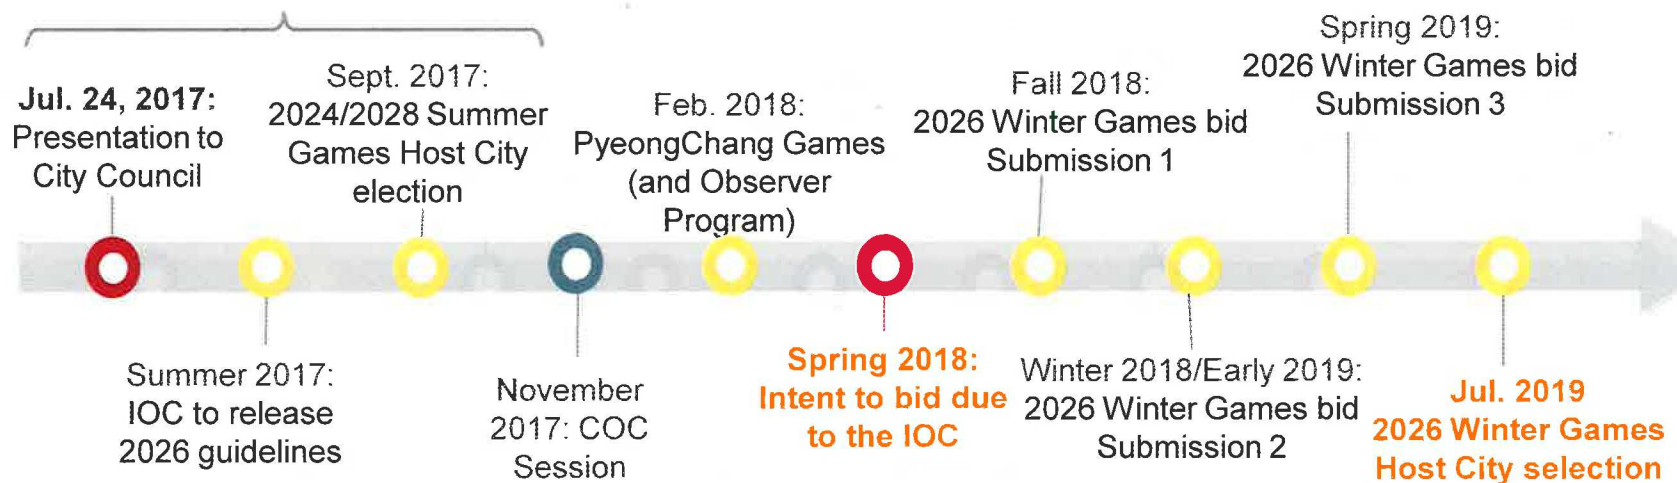 Jul. 24, 2017:
Presentation to
City Council
Summer 2017:
IOC to release
2026 guidelines
Sept. 2017:
2024/2028 Summer
Games Host City
election
November
2017: COC
Session
Feb. 2018:
PyeongChang Games
(and Observer
Program)
Spring 2018:
Intent to bid due
to the IOC
Fall 2018:
2026 Winter Games bid
Submission 1
Winter 2018/Early 2019:
2026 Winter Games bid
Submission 2
Spring 2019:
2026 Winter Games bid
Submission 3
Jul. 2019
2026 Winter Games
Host City selection